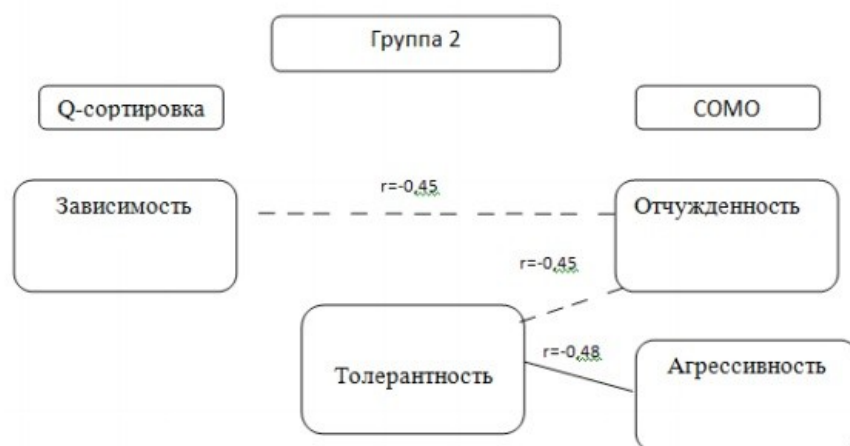 Группа 2
Q-сортировка
СОМО
r=-0,45
Зависимость
Отчужденность
r=-0,45
r=-0,48
Толерантность
Агрессивность